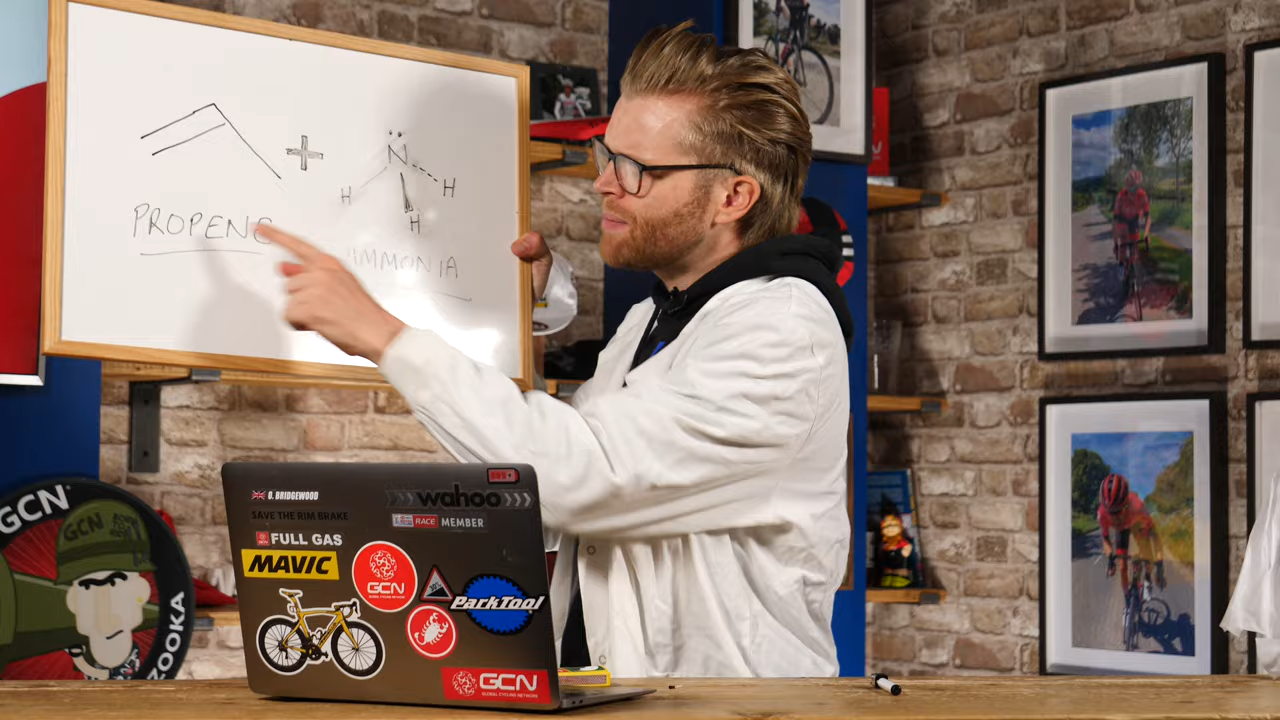 +
N
H
H
H
PROPENE
AMMONIA
GCN
GCN
ZOOKA
O. BRIDGEWOOD
SAVE THE RIM BRAKE
FULL GAS
MAVIC
wahoo
RACE MEMBER
GCN
ParkTool
GCN
GLOBAL CYCLING NETWORK